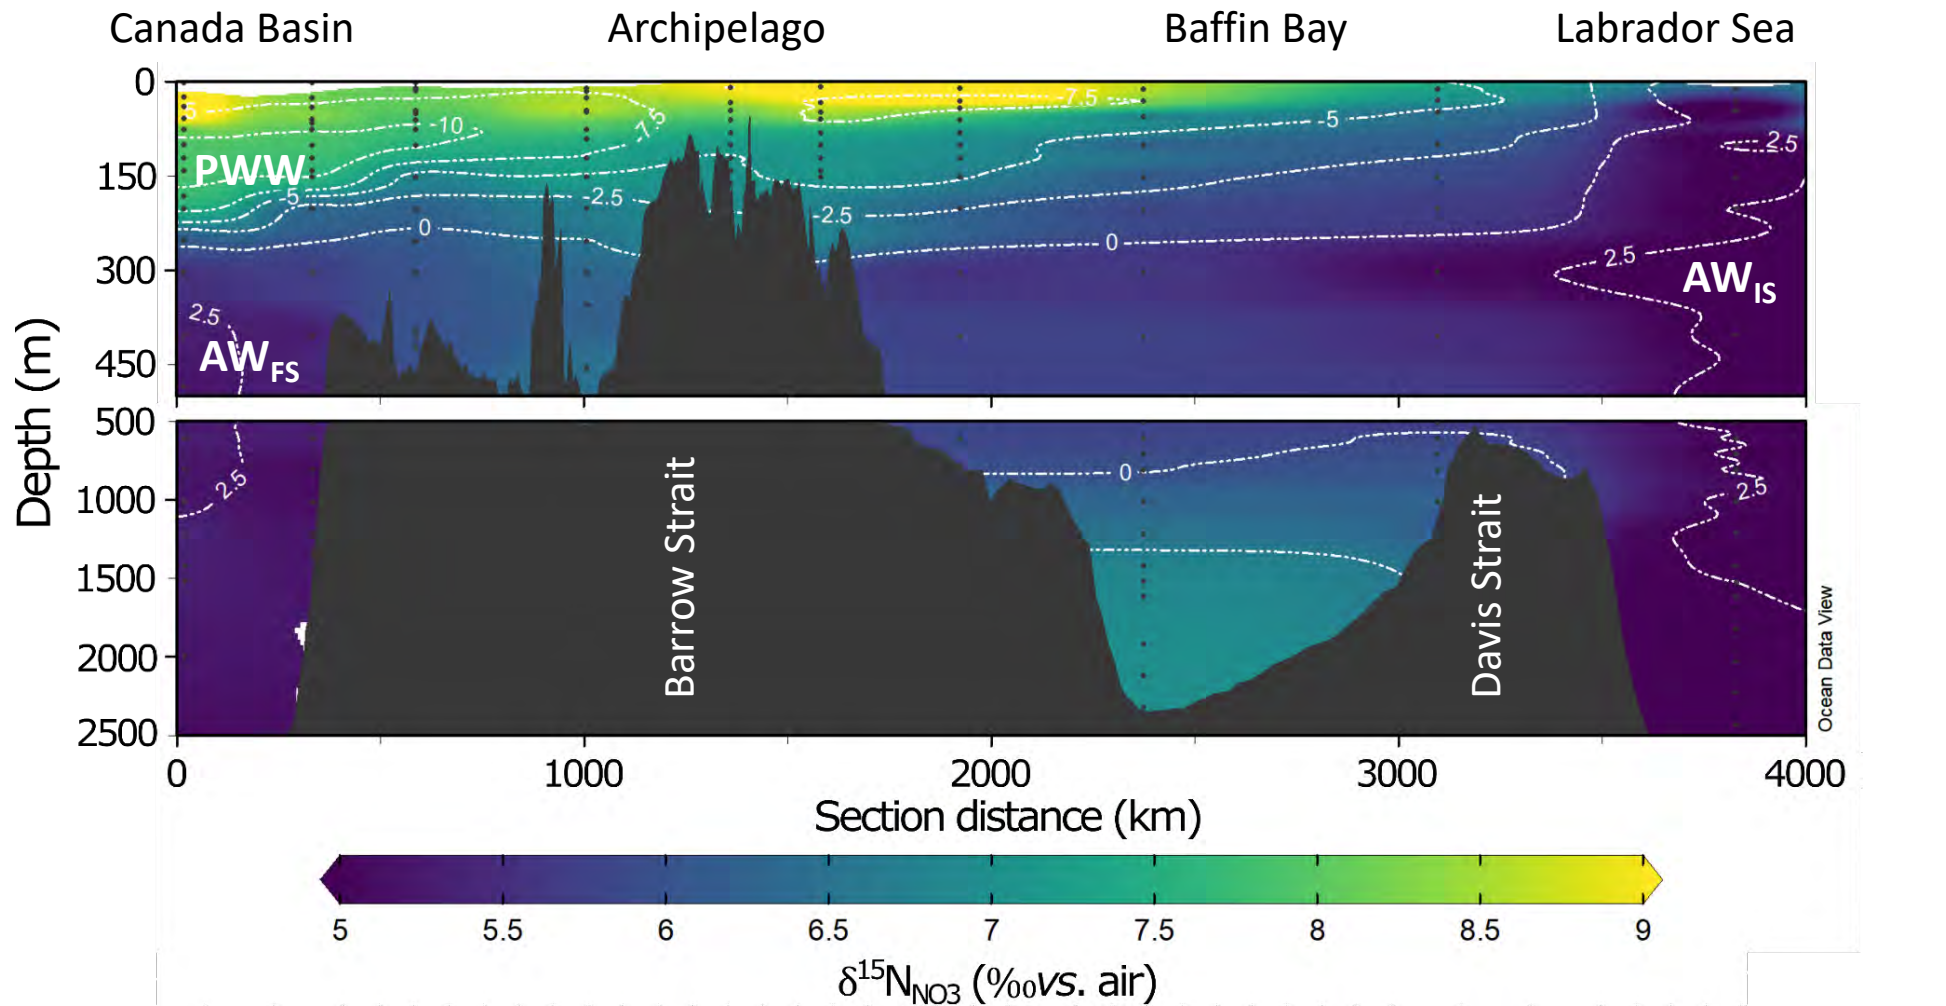 Canada Basin Archipelago Baffin Bay Labrador Sea
0
150
300
450
5 -10 -7.5 -7.5 -5 2.5
PWW -5 -2.5 -2.5
0 0 2.5
2.5
AWFS
AWIS
500
1000
1500
2000
2500
2.5 0 2.5
Barrow Strait
Davis Strait
Depth (m)
Ocean Data View
0 1000 2000 3000 4000
Section distance (km)
5 5.5 6 6.5 7 7.5 8 8.5 9
δ15NNO3 (‰vs. air)